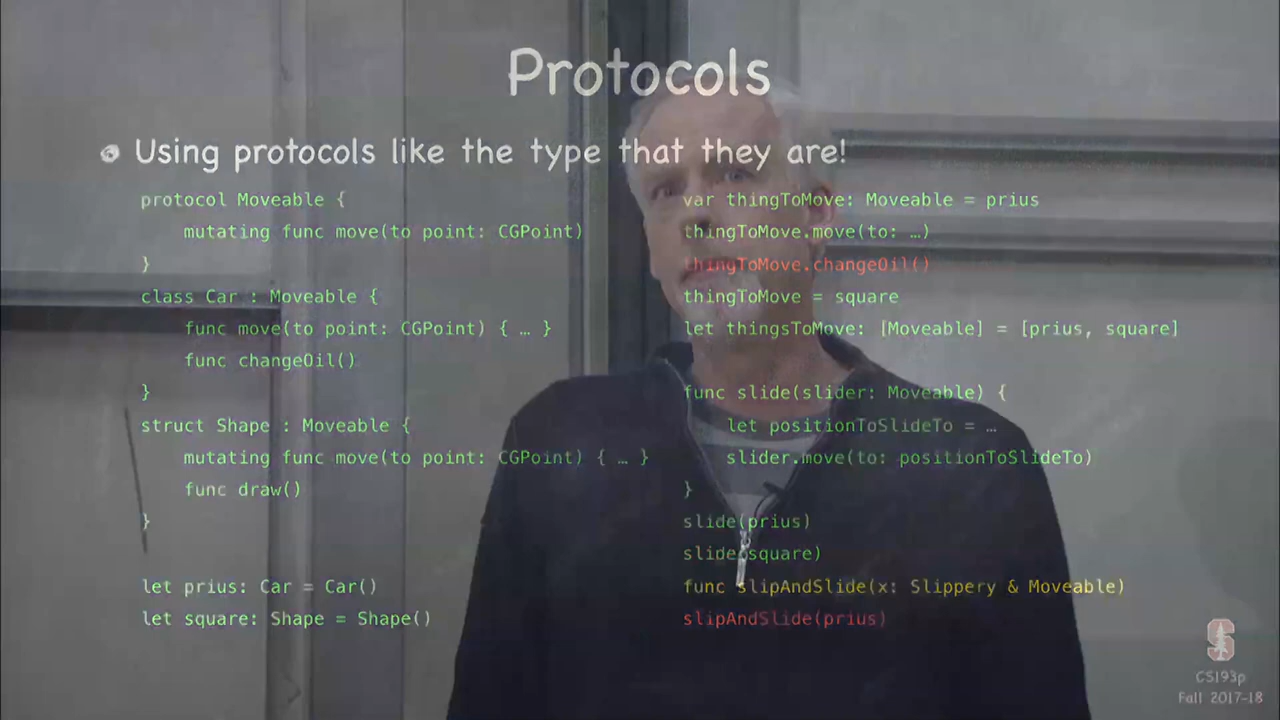 Protocols
Using protocols like the type that they are!
protocol Moveable {
mutating func move(to point: CGPoint)
}
class Car : Moveable {
func move(to point: CGPoint) { … }
func changeOil()
}
struct Shape : Moveable {
mutating func move(to point: CGPoint) { … }
func draw()
}
let prius: Car = Car()
let square: Shape = Shape()
var thingToMove: Moveable = prius
thingToMove.move(to: …)
thingToMove.changeOil()
thingToMove = square
let thingsToMove: [Moveable] = [prius, square]
func slide(slider: Moveable) {
let positionToSlideTo = …
slider.move(to: positionToSlideTo)
}
slide(prius)
slide(square)
func slipAndSlide(x: Slippery & Moveable)
slipAndSlide(prius)
S
CS193p
Fall 2017-18